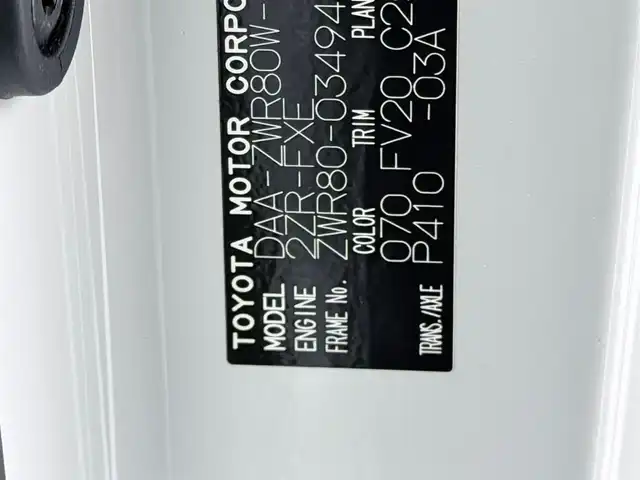 TOYOTA MOTOR CORPO
MODEL DAA-ZWR80W-
ENGINE 2ZR-FXE
FRAME No. ZWR80-03494
COLOR TRIM PLAN
070 FV20 C2
TRANS./AXLE P410 -03A